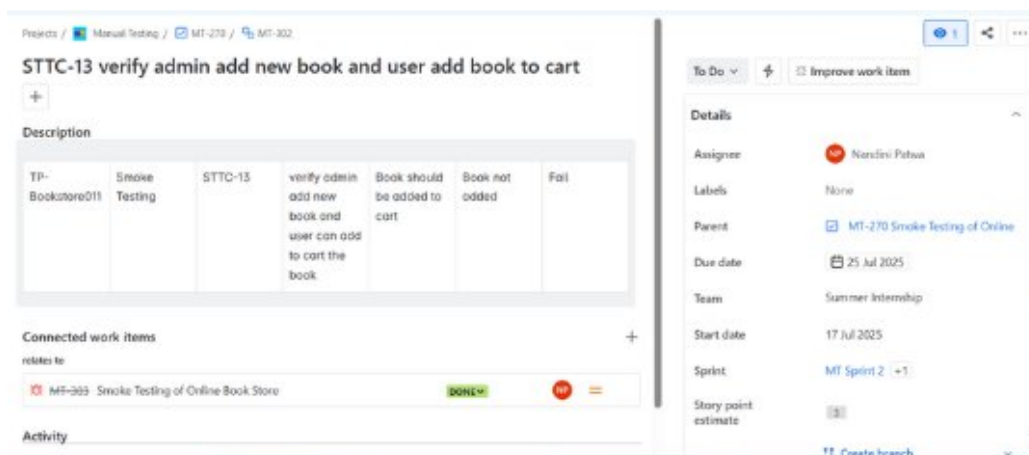 Projects / Manual Testing / MT-270 / MT-302
STTC-13 verify admin add new book and user add book to cart
Description
TP-Bookstore011 Smoke Testing STTC-13 verify admin add new book and user can add to cart the book Book should be added to cart Book not added Fail
Connected work items
relates to
MT-303 Smoke Testing of Online Book Store DONE NP
Activity
1
To Do Improve work item
Details
Assignee NP Nandini Patwa
Labels None
Parent MT-270 Smoke Testing of Online
Due date 25 Jul 2025
Team Summer Internship
Start date 17 Jul 2025
Sprint MT Sprint 2 +1
Story point estimate
Create branch